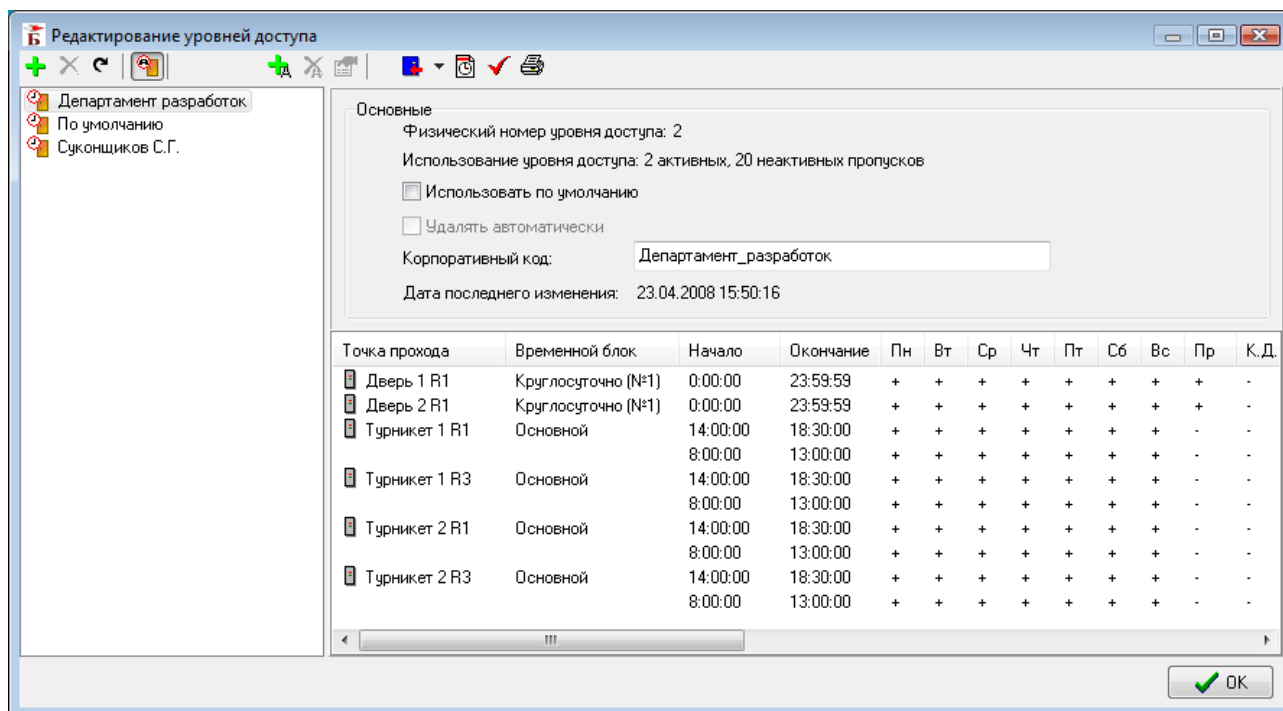 Редактирование уровней доступа
Департамент разработок
По умолчанию
Суконщиков С.Г.
Основные
Физический номер уровня доступа: 2
Использование уровня доступа: 2 активных, 20 неактивных пропусков
Использовать по умолчанию
Удалять автоматически
Корпоративный код: Департамент_разработок
Дата последнего изменения: 23.04.2008 15:50:16
Точка прохода Временной блок Начало Окончание Пн Вт Ср Чт Пт Сб Вс Пр К.Д.
Дверь 1 R1 Круглосуточно (№1) 0:00:00 23:59:59 + + + + + + + + -
Дверь 2 R1 Круглосуточно (№1) 0:00:00 23:59:59 + + + + + + + + -
Турникет 1 R1 Основной 14:00:00 18:30:00 + + + + + + + - -
8:00:00 13:00:00 + + + + + + + - -
Турникет 1 R3 Основной 14:00:00 18:30:00 + + + + + + + - -
8:00:00 13:00:00 + + + + + + + - -
Турникет 2 R1 Основной 14:00:00 18:30:00 + + + + + + + - -
8:00:00 13:00:00 + + + + + + + - -
Турникет 2 R3 Основной 14:00:00 18:30:00 + + + + + + + - -
8:00:00 13:00:00 + + + + + + + - -
OK